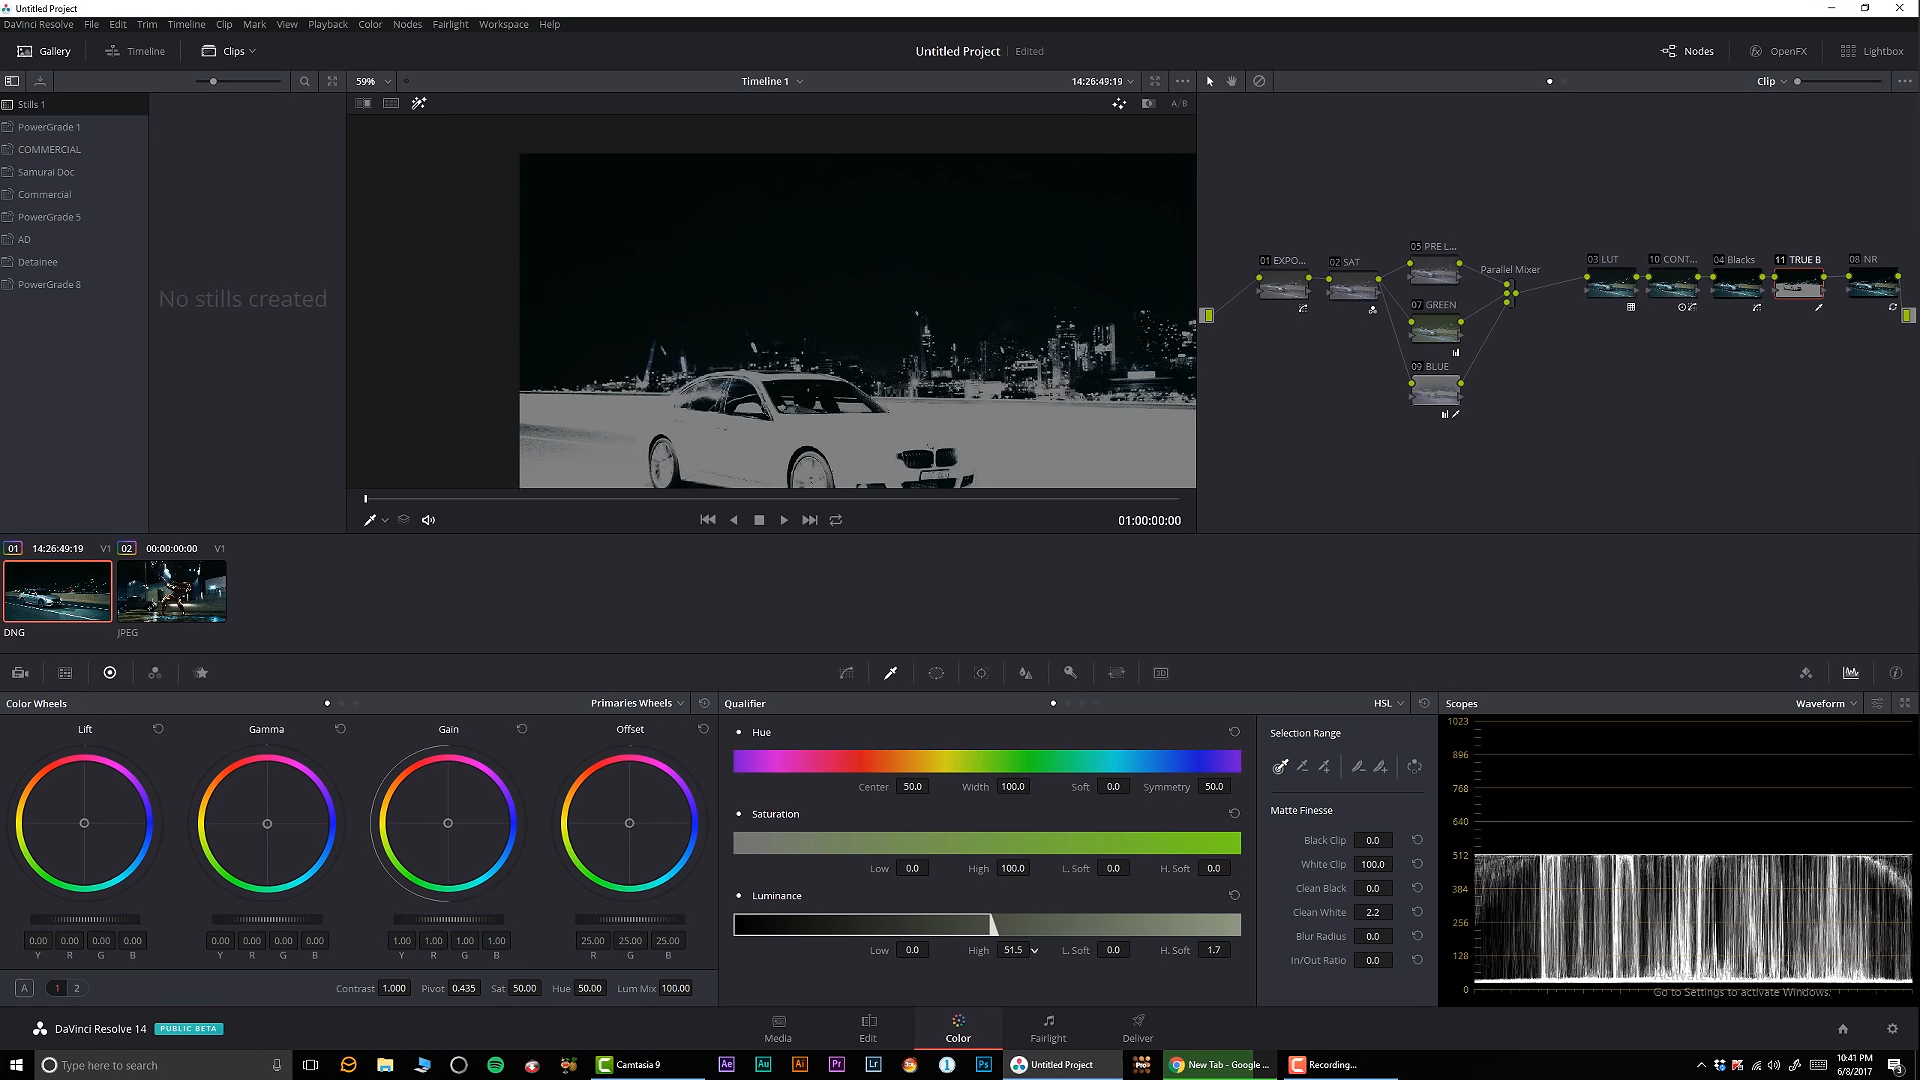 Untitled Project
DaVinci Resolve File Edit Trim Timeline Clip Mark View Playback Color Nodes Fairlight Workspace Help
Gallery Timeline Clips Untitled Project Edited Nodes OpenFX Lightbox
59% Timeline 1 14:26:49:19 Clip
Stills 1
A/B
PowerGrade 1
COMMERCIAL
Samurai Doc
Commercial
PowerGrade 5
AD
Detainee
PowerGrade 8
No stills created
05 PRE L...
01 EXPO... 02 SAT Parallel Mixer 03 LUT 10 CONT... 04 Blacks 11 TRUE B 08 NR
07 GREEN
09 BLUE
01:00:00:00
01 14:26:49:19 V1 02 00:00:00:00 V1
DNG JPEG
3D
Color Wheels Primaries Wheels Qualifier HSL Scopes Waveform
Lift Gamma Gain Offset
Hue
Center 50.0 Width 100.0 Soft 0.0 Symmetry 50.0
Saturation
Low 0.0 High 100.0 L. Soft 0.0 H. Soft 0.0
Luminance
Low 0.0 High 51.5 L. Soft 0.0 H. Soft 1.7
Selection Range
Matte Finesse
Black Clip 0.0
White Clip 100.0
Clean Black 0.0
Clean White 2.2
Blur Radius 0.0
In/Out Ratio 0.0
1023
896
768
640
512
384
256
128
0
Go to Settings to activate Windows.
0.00 0.00 0.00 0.00 0.00 0.00 0.00 0.00 1.00 1.00 1.00 1.00 25.00 25.00 25.00
Y R G B Y R G B Y R G B R G B
A 1 2 Contrast 1.000 Pivot 0.435 Sat 50.00 Hue 50.00 Lum Mix 100.00
DaVinci Resolve 14 PUBLIC BETA Media Edit Color Fairlight Deliver
Type here to search Camtasia 9 Ae Au Ai Pr Lr Ps Untitled Project New Tab - Google ... Recording...
10:41 PM
6/8/2017